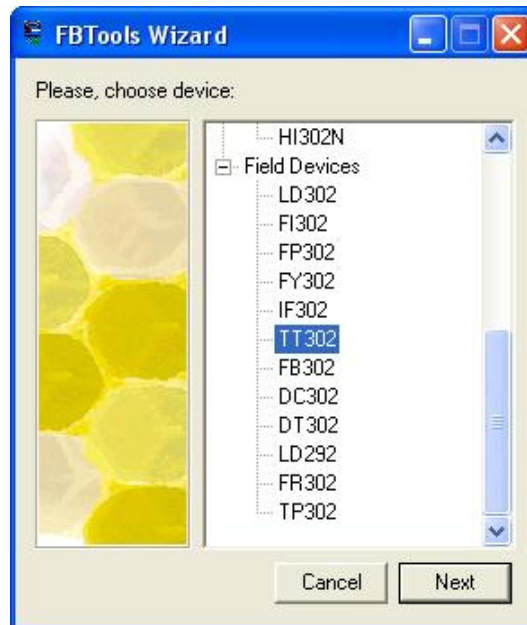 FBTools Wizard
Please, choose device:
HI302N
Field Devices
LD302
FI302
FP302
FY302
IF302
TT302
FB302
DC302
DT302
LD292
FR302
TP302
Cancel Next